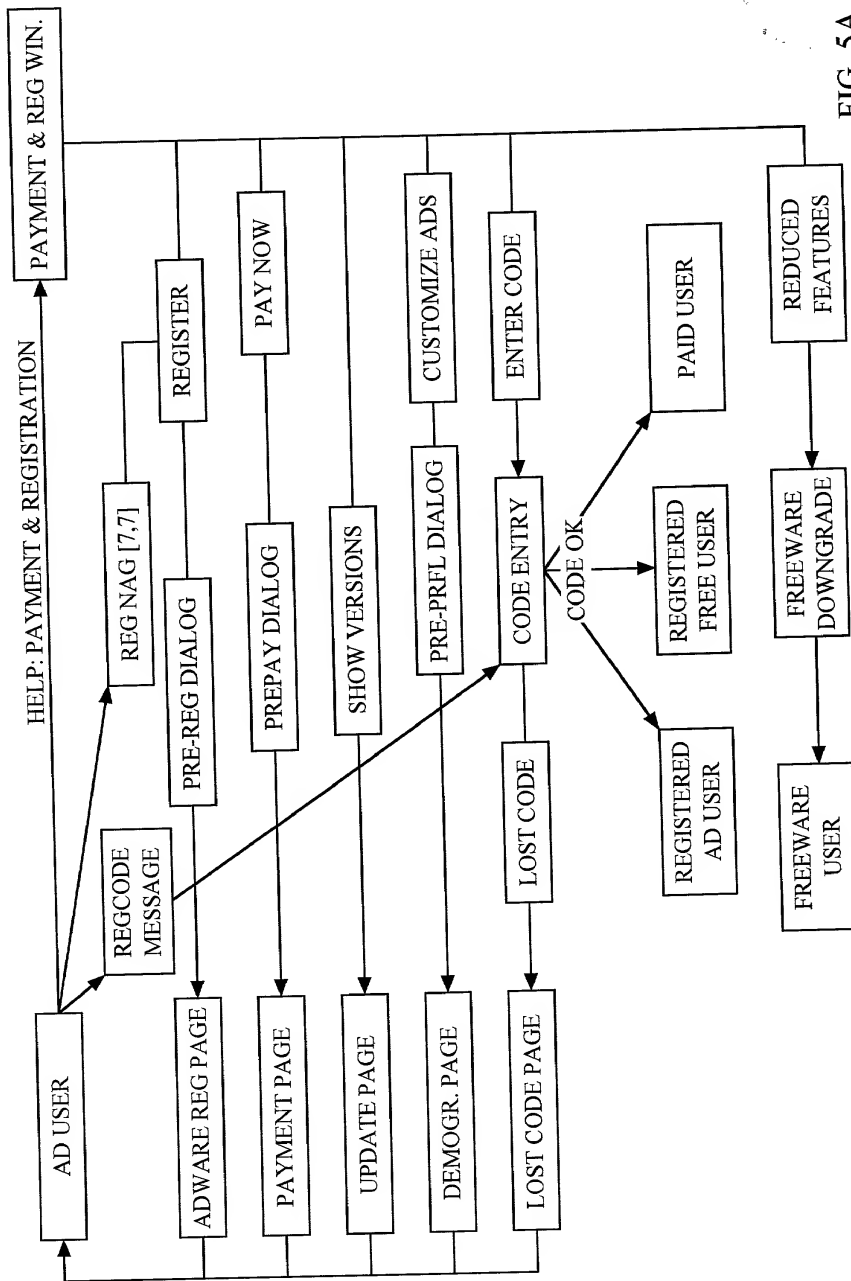 AD USER
HELP: PAYMENT & REGISTRATION
PAYMENT & REG WIN.
REGCODE
MESSAGE
REG NAG [7,7]
ADWARE REG PAGE
PRE-REG DIALOG
REGISTER
PAYMENT PAGE
PREPAY DIALOG
PAY NOW
UPDATE PAGE
SHOW VERSIONS
DEMOGR. PAGE
PRE-PRFL DIALOG
CUSTOMIZE ADS
LOST CODE PAGE
LOST CODE
CODE ENTRY
ENTER CODE
CODE OK
REGISTERED
AD USER
REGISTERED
FREE USER
PAID USER
FREEWARE
USER
FREEWARE
DOWNGRADE
REDUCED
FEATURES
FIG. 5A